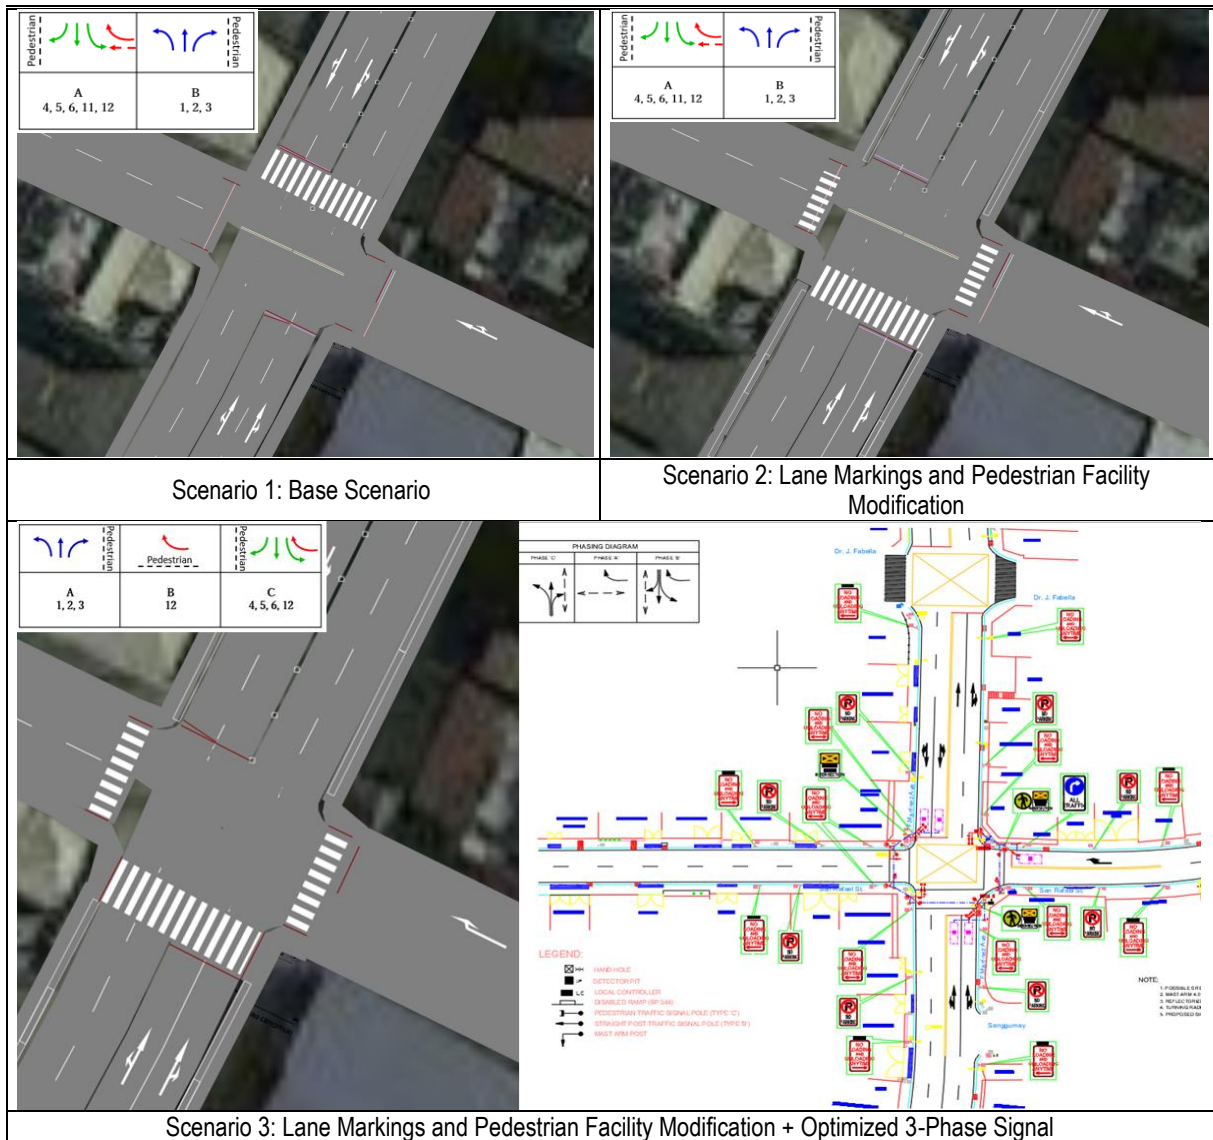 Pedestrian
Pedestrian
A
4, 5, 6, 11, 12
B
1, 2, 3
Pedestrian
Pedestrian
A
4, 5, 6, 11, 12
B
1, 2, 3
Scenario 1: Base Scenario
Scenario 2: Lane Markings and Pedestrian Facility
Modification
Pedestrian
Pedestrian
Pedestrian
A
1, 2, 3
B
12
C
4, 5, 6, 12
PHASING DIAGRAM
PHASE 'C'
PHASE 'A'
PHASE 'B'
Dr. J. Fabella
Dr. J. Fabella
ALL
San Rafael St.
San Rafael St.
Sanggumay
LEGEND:
HH HAND HOLE
DETECTOR PIT
LC LOCAL CONTROLLER
DISABLED RAMP (BP 344)
PEDESTRIAN TRAFFIC SIGNAL POLE (TYPE 'C')
STRAIGHT POST TRAFFIC SIGNAL POLE (TYPE 'S')
MAST ARM POST
NOTE:
Scenario 3: Lane Markings and Pedestrian Facility Modification + Optimized 3-Phase Signal